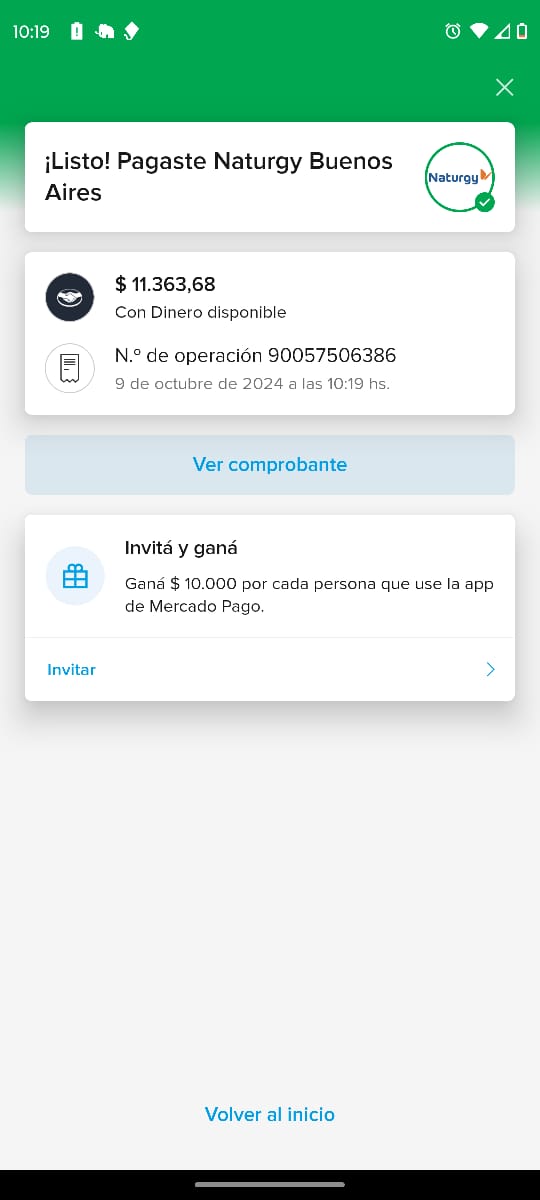 10:19
¡Listo! Pagaste Naturgy Buenos
Aires
Naturgy
$ 11.363,68
Con Dinero disponible
N.º de operación 90057506386
9 de octubre de 2024 a las 10:19 hs.
Ver comprobante
Invitá y ganá
Ganá $ 10.000 por cada persona que use la app
de Mercado Pago.
Invitar
Volver al inicio